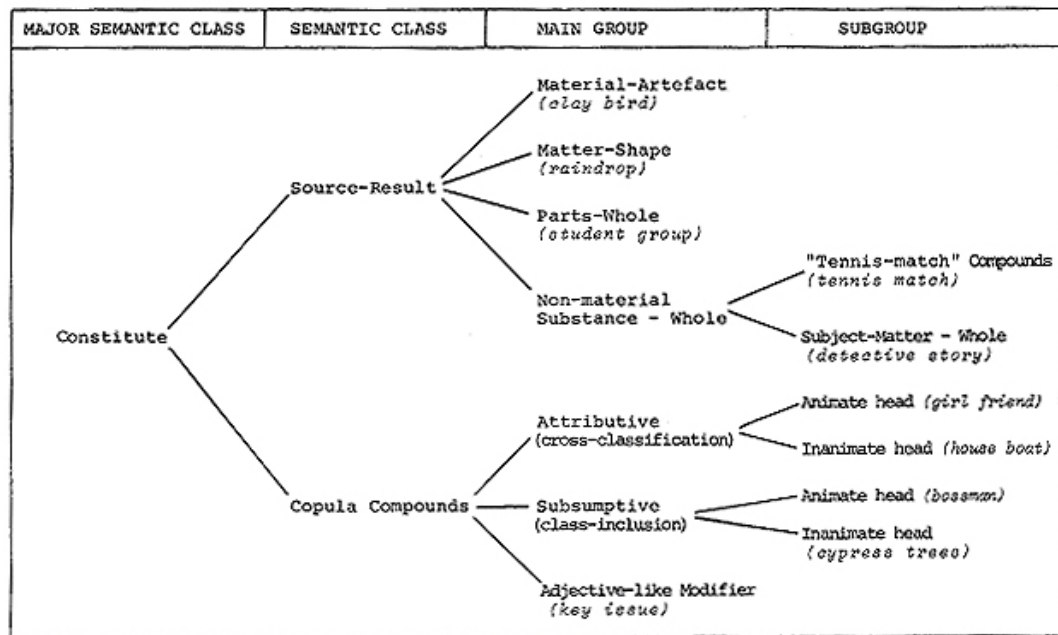 MAJOR SEMANTIC CLASS SEMANTIC CLASS MAIN GROUP SUBGROUP
Material-Artefact
(clay bird)
Matter-Shape
(raindrop)
Source-Result
Parts-Whole
(student group)
"Tennis-match" Compounds
(tennis match)
Non-material
Substance - Whole
Constitute
Subject-Matter - Whole
(detective story)
Animate head (girl friend)
Attributive
(cross-classification)
Inanimate head (house boat)
Animate head (bossman)
Copula Compounds
Subsumptive
(class-inclusion)
Inanimate head
(cypress trees)
Adjective-like Modifier
(key issue)